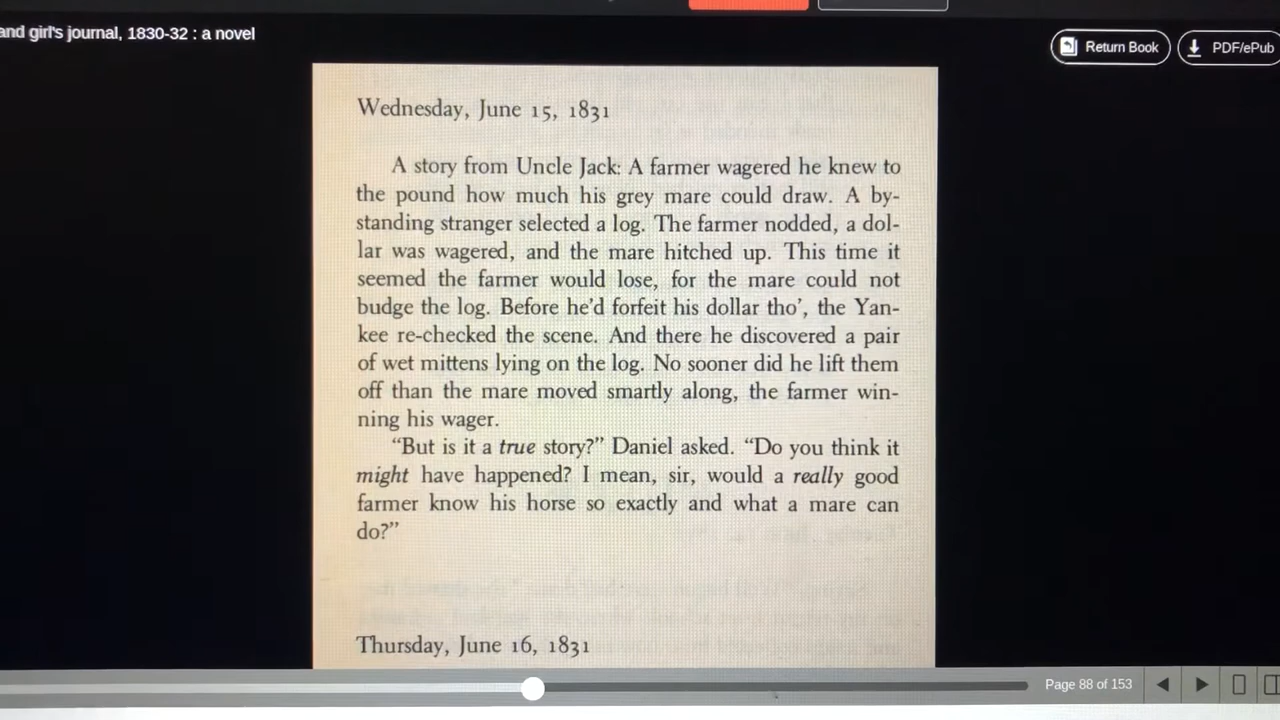 and girl's journal, 1830-32 : a novel
Return Book
PDF/ePub
Wednesday, June 15, 1831
A story from Uncle Jack: A farmer wagered he knew to
the pound how much his grey mare could draw. A by-
standing stranger selected a log. The farmer nodded, a dol-
lar was wagered, and the mare hitched up. This time it
seemed the farmer would lose, for the mare could not
budge the log. Before he'd forfeit his dollar tho', the Yan-
kee re-checked the scene. And there he discovered a pair
of wet mittens lying on the log. No sooner did he lift them
off than the mare moved smartly along, the farmer win-
ning his wager.
“But is it a true story?” Daniel asked. “Do you think it
might have happened? I mean, sir, would a really good
farmer know his horse so exactly and what a mare can
do?”
Thursday, June 16, 1831
Page 88 of 153